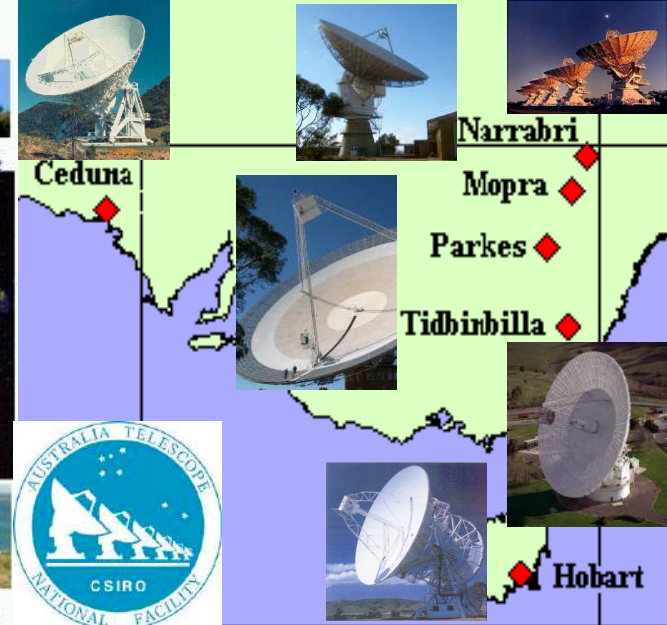 Narrabri
Ceduna
Mopra
Parkes
Tidbinbilla
AUSTRALIA TELESCOPE
CSIRO
NATIONAL FACILITY
Hobart